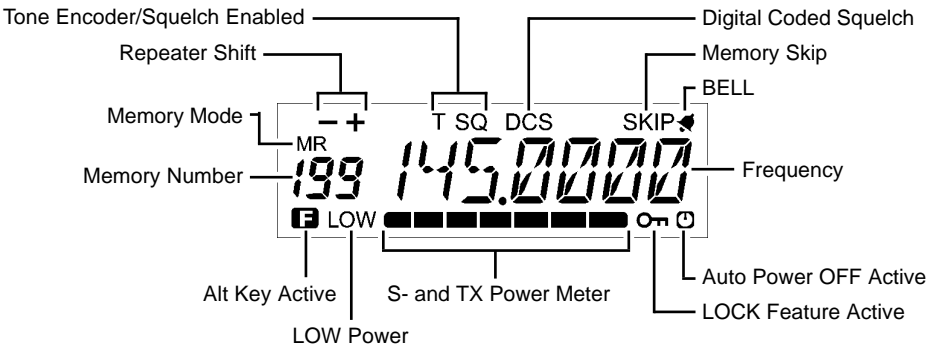 Tone Encoder/Squelch Enabled
Digital Coded Squelch
Repeater Shift
Memory Skip
BELL
Memory Mode
− + T SQ DCS SKIP
MR
Memory Number
199 145.0000
Frequency
F LOW
Auto Power OFF Active
Alt Key Active
S- and TX Power Meter
LOCK Feature Active
LOW Power